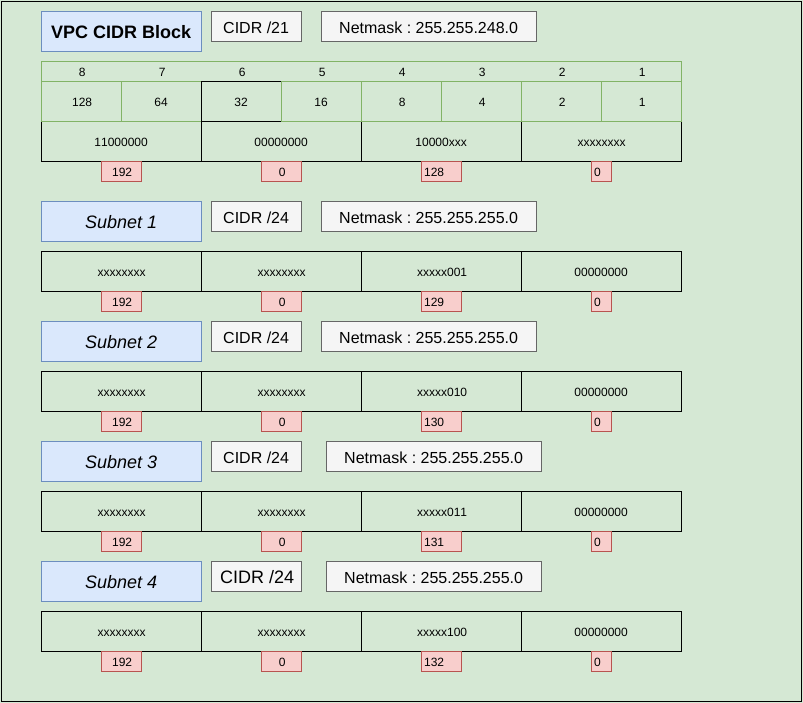 VPC CIDR Block CIDR /21 Netmask : 255.255.248.0
8 7 6 5 4 3 2 1
128 64 32 16 8 4 2 1
11000000 00000000 10000xxx xxxxxxxx
192 0 128 0
Subnet 1 CIDR /24 Netmask : 255.255.255.0
xxxxxxxx xxxxxxxx xxxxx001 00000000
192 0 129 0
Subnet 2 CIDR /24 Netmask : 255.255.255.0
xxxxxxxx xxxxxxxx xxxxx010 00000000
192 0 130 0
Subnet 3 CIDR /24 Netmask : 255.255.255.0
xxxxxxxx xxxxxxxx xxxxx011 00000000
192 0 131 0
Subnet 4 CIDR /24 Netmask : 255.255.255.0
xxxxxxxx xxxxxxxx xxxxx100 00000000
192 0 132 0